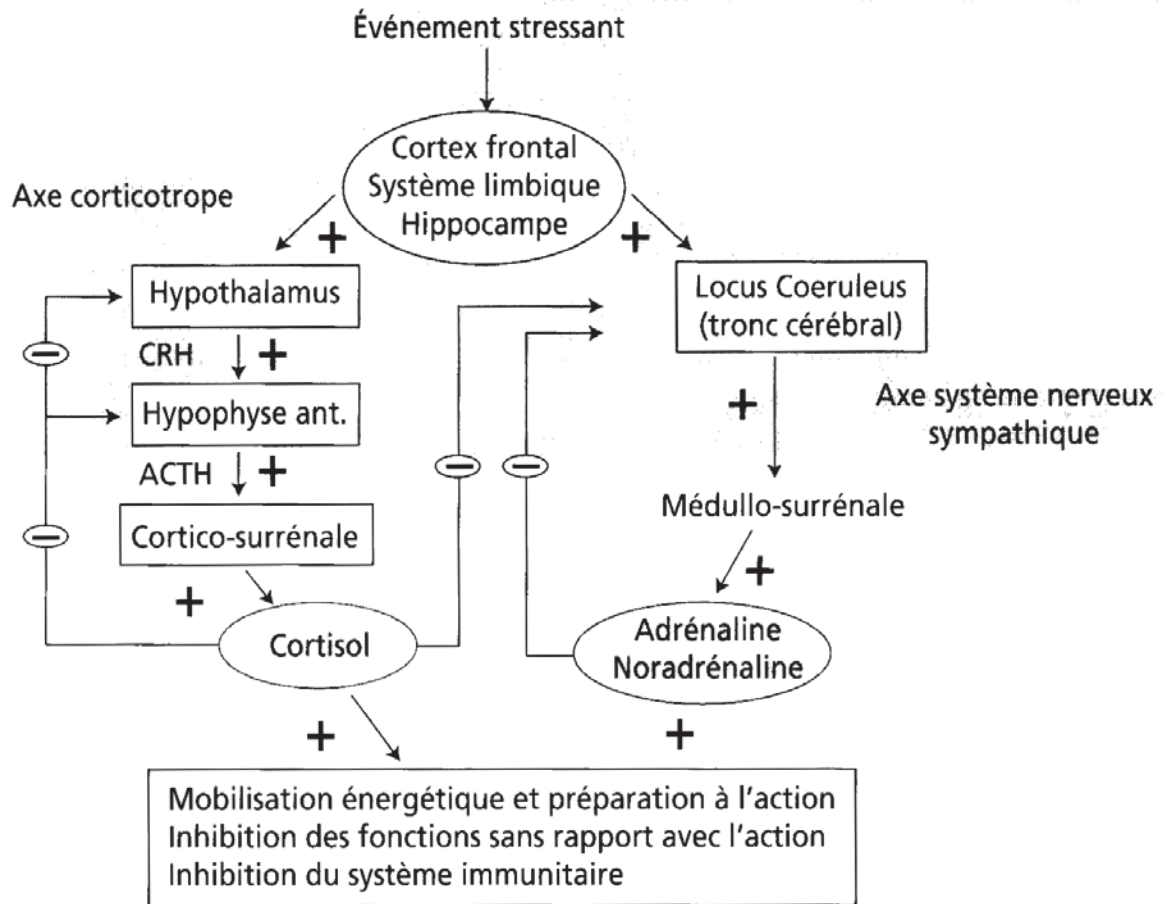 Événement stressant
Cortex frontal
Système limbique
Hippocampe
Axe corticotrope
+
+
Hypothalamus
Locus Coeruleus
(tronc cérébral)
−
CRH
+
Hypophyse ant.
+
Axe système nerveux
sympathique
ACTH
+
−
−
Médullo-surrénale
−
Cortico-surrénale
+
+
Cortisol
Adrénaline
Noradrénaline
+
+
Mobilisation énergétique et préparation à l'action
Inhibition des fonctions sans rapport avec l'action
Inhibition du système immunitaire